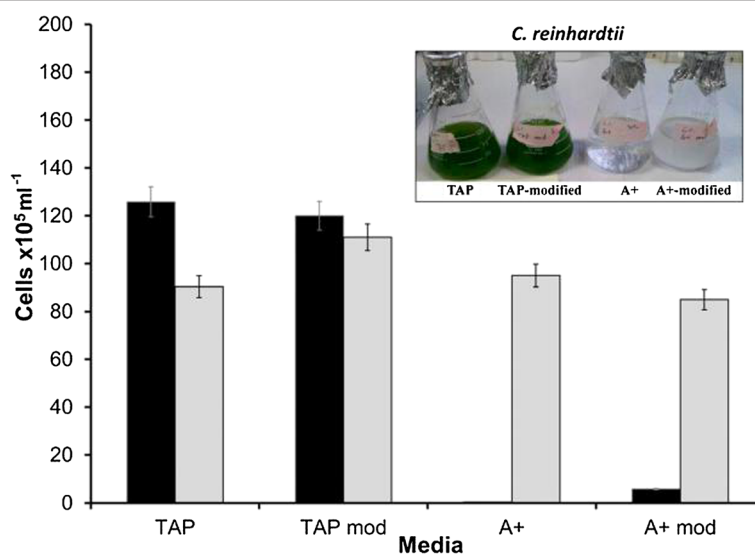 C. reinhardtii
TAP TAP-modified A+ A+-modified
Cells x10⁵ml⁻¹
200
180
160
140
120
100
80
60
40
20
0
TAP TAP mod A+ A+ mod
Media